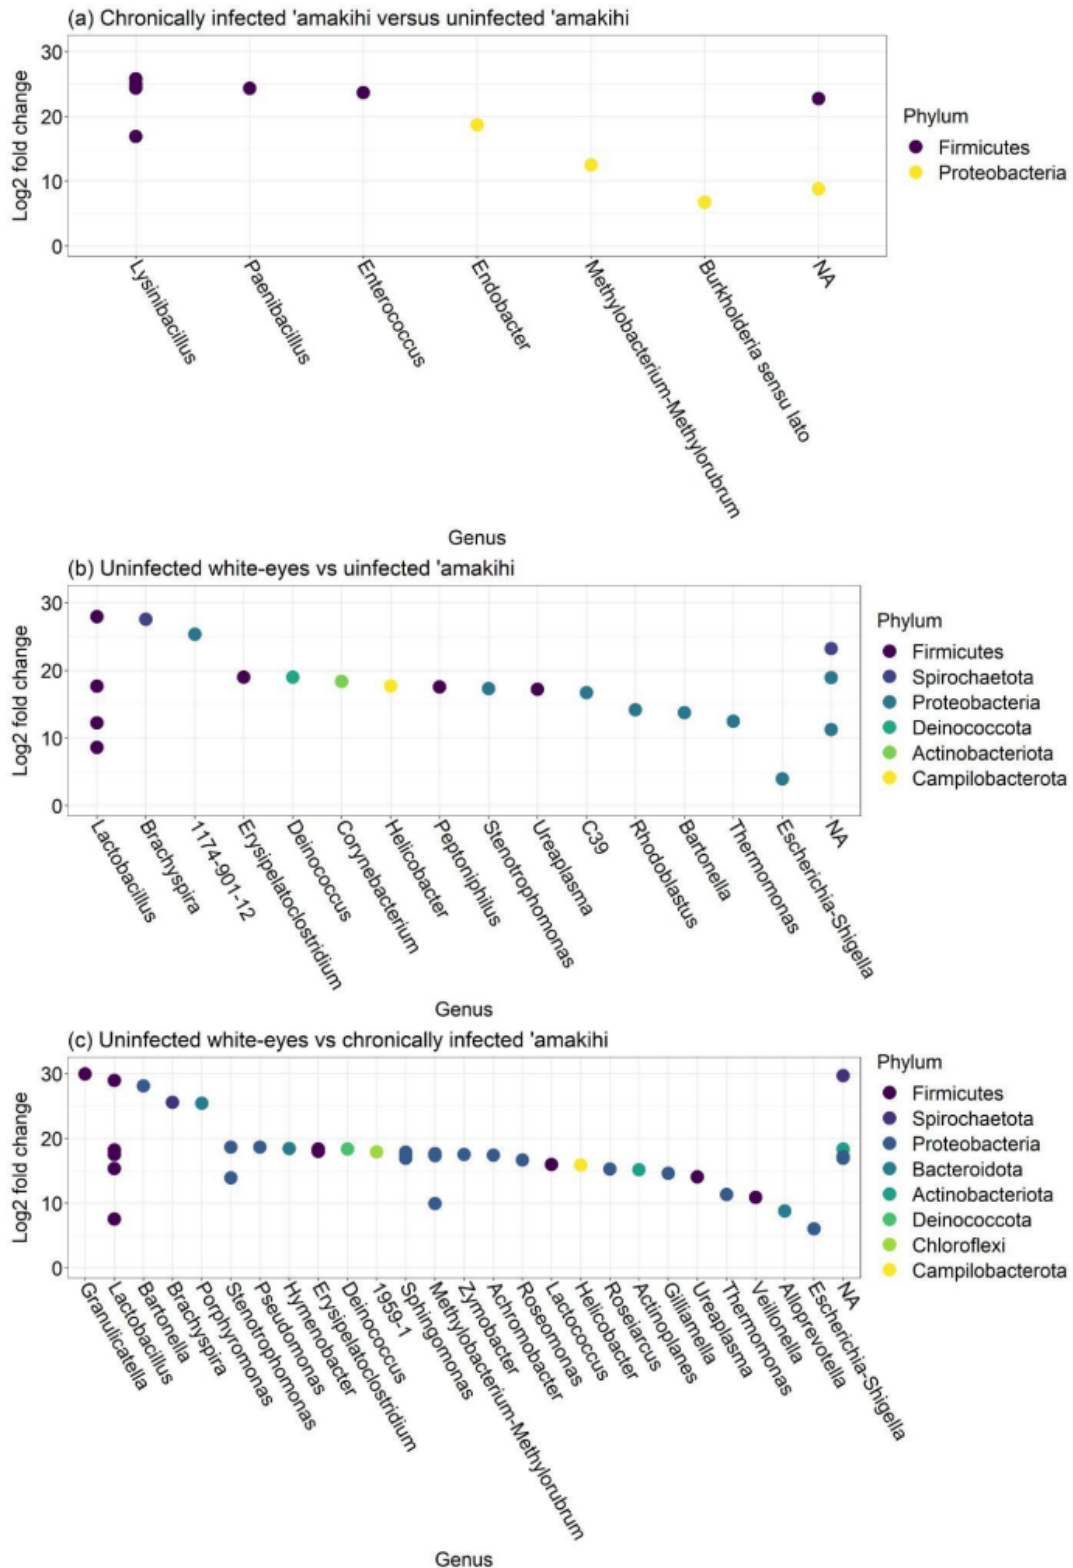 (a) Chronically infected 'amakihi versus uninfected 'amakihi
Log2 fold change
30
20
10
0
Lysinibacillus
Paenibacillus
Enterococcus
Endobacter
Methylobacterium-Methylorubrum
Burkholderia sensu lato
NA
Genus
Phylum
Firmicutes
Proteobacteria
(b) Uninfected white-eyes vs uinfected 'amakihi
Log2 fold change
30
20
10
0
Lactobacillus
Brachyspira
1174-901-12
Erysipelatoclostridium
Deinococcus
Corynebacterium
Helicobacter
Peptoniphilus
Stenotrophomonas
Ureaplasma
C39
Rhodoblastus
Bartonella
Thermomonas
Escherichia-Shigella
NA
Genus
Phylum
Firmicutes
Spirochaetota
Proteobacteria
Deinococcota
Actinobacteriota
Campilobacterota
(c) Uninfected white-eyes vs chronically infected 'amakihi
Log2 fold change
30
20
10
0
Granulicatella
Lactobacillus
Bartonella
Brachyspira
Porphyromonas
Stenotrophomonas
Pseudomonas
Hymenobacter
Erysipelatoclostridium
Deinococcus
1959-1
Sphingomonas
Methylobacterium-Methylorubrum
Zymobacter
Achromobacter
Roseomonas
Lactococcus
Helicobacter
Roseiarcus
Actinoplanes
Gilliamella
Ureaplasma
Thermomonas
Veillonella
Alloprevotella
Escherichia-Shigella
NA
Genus
Phylum
Firmicutes
Spirochaetota
Proteobacteria
Bacteroidota
Actinobacteriota
Deinococcota
Chloroflexi
Campilobacterota